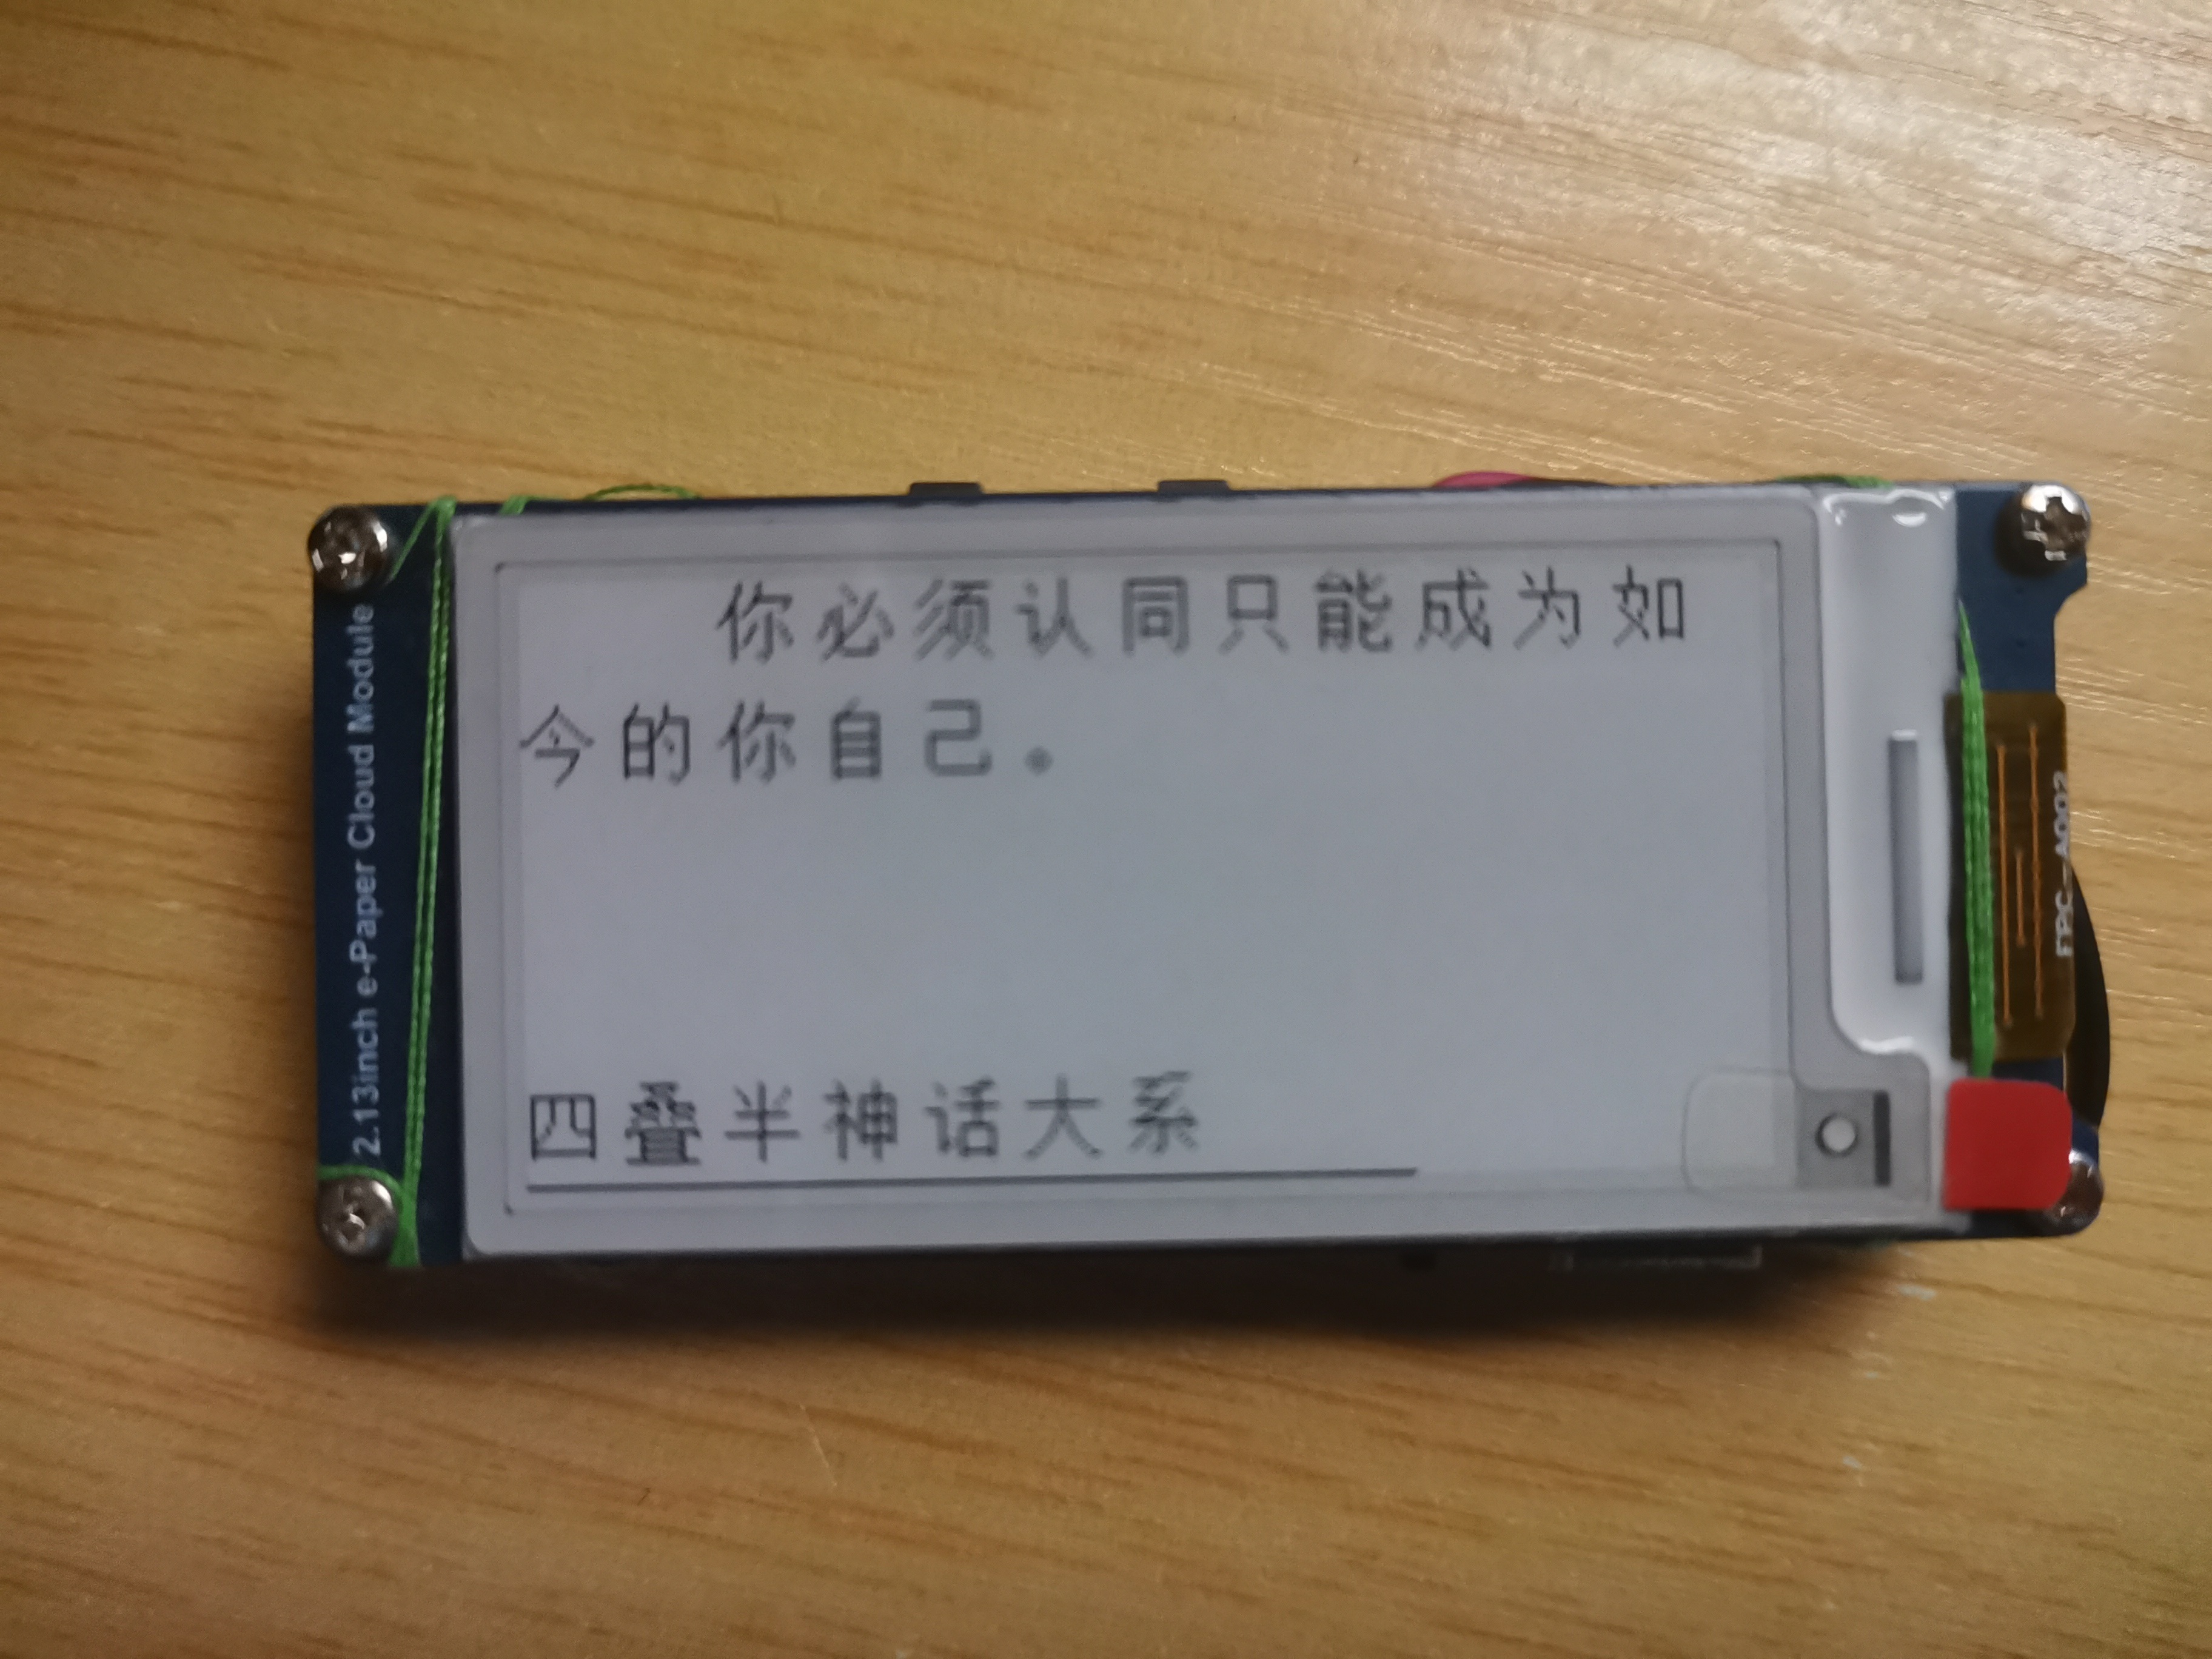 你必须认同只能成为如
今的你自己。
四叠半神话大系
2.13inch e-Paper Cloud Module
FPC-A002